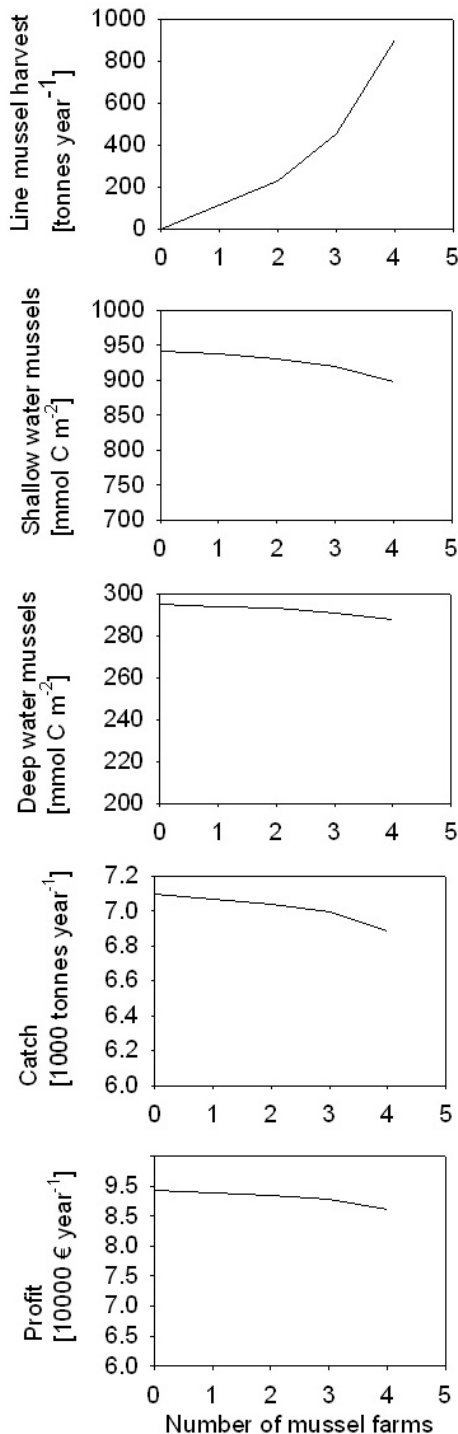 Line mussel harvest
[tonnes year⁻¹]
1000
800
600
400
200
0
0 1 2 3 4 5
Shallow water mussels
[mmol C m⁻²]
1000
950
900
850
800
750
700
0 1 2 3 4 5
Deep water mussels
[mmol C m⁻²]
300
280
260
240
220
200
0 1 2 3 4 5
Catch
[1000 tonnes year⁻¹]
7.2
7.0
6.8
6.6
6.4
6.2
6.0
0 1 2 3 4 5
Profit
[10000 € year⁻¹]
9.5
8.5
8.0
7.5
7.0
6.5
6.0
0 1 2 3 4 5
Number of mussel farms